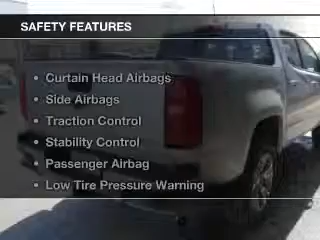 SAFETY FEATURES
• Curtain Head Airbags
• Side Airbags
• Traction Control
• Stability Control
• Passenger Airbag
• Low Tire Pressure Warning